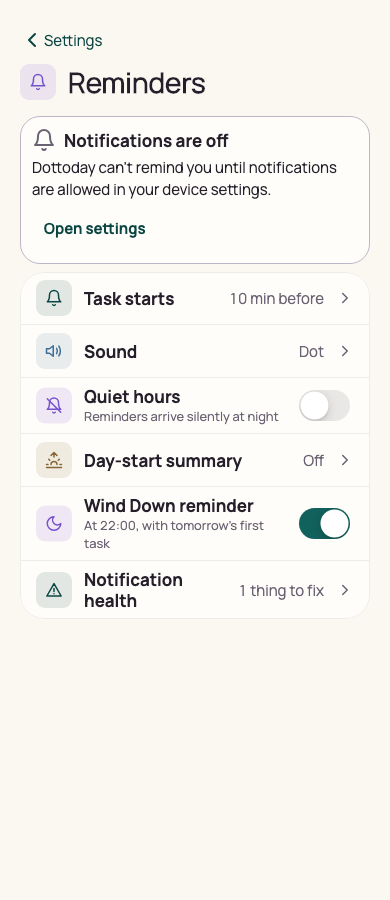 Settings
Reminders
Notifications are off
Dottoday can't remind you until notifications
are allowed in your device settings.
Open settings
Task starts
10 min before
Sound
Dot
Quiet hours
Reminders arrive silently at night
Day-start summary
Off
Wind Down reminder
At 22:00, with tomorrow's first
task
Notification
health
1 thing to fix